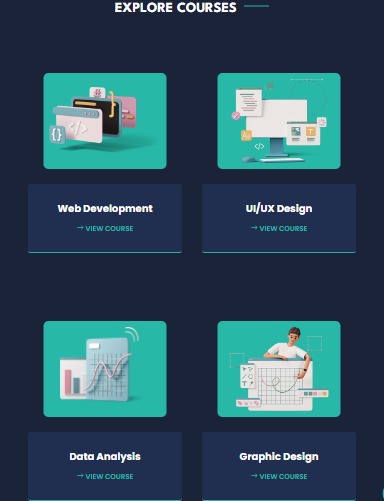 EXPLORE COURSES
Web Development
→ VIEW COURSE
UI/UX Design
→ VIEW COURSE
Data Analysis
→ VIEW COURSE
Graphic Design
→ VIEW COURSE